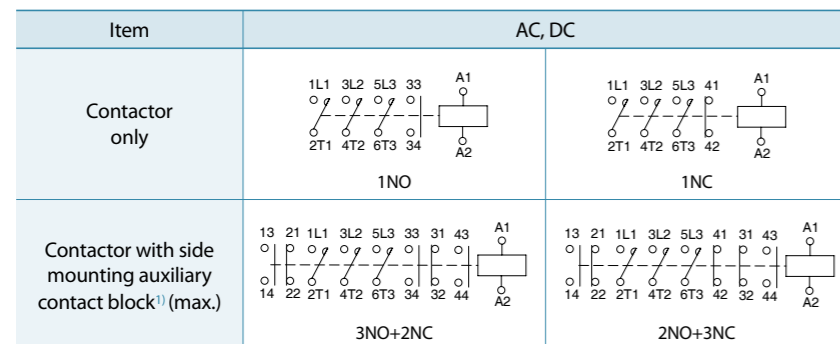 Item
AC, DC
Contactor
only
1L1 3L2 5L3 33
A1
2T1 4T2 6T3 34
A2
1NO
1L1 3L2 5L3 41
A1
2T1 4T2 6T3 42
A2
1NC
Contactor with side
mounting auxiliary
contact block1) (max.)
13 21 1L1 3L2 5L3 33 31 43
A1
14 22 2T1 4T2 6T3 34 32 44
A2
3NO+2NC
13 21 1L1 3L2 5L3 41 31 43
A1
14 22 2T1 4T2 6T3 42 32 44
A2
2NO+3NC